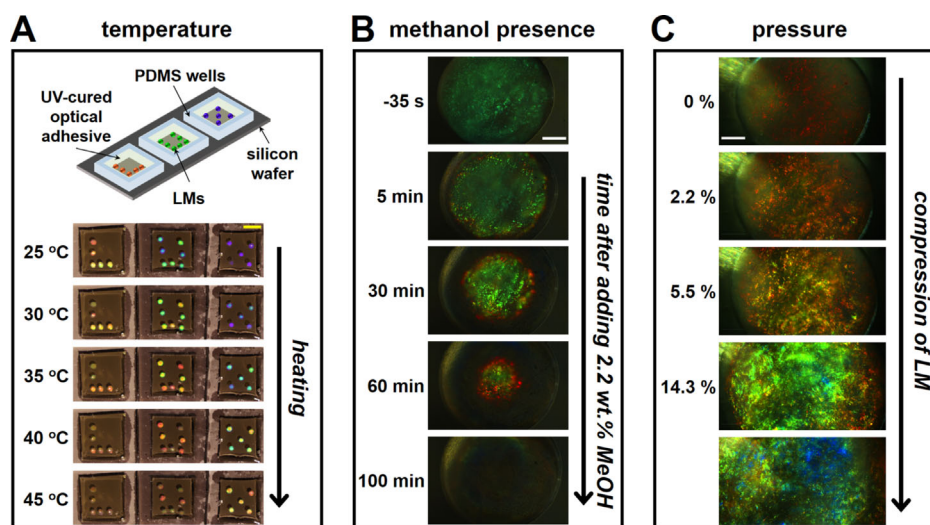 A temperature
PDMS wells
UV-cured
optical
adhesive
silicon
wafer
LMs
25 °C
30 °C
35 °C
40 °C
45 °C
heating
B methanol presence
-35 s
5 min
30 min
60 min
100 min
time after adding 2.2 wt.% MeOH
C pressure
0 %
2.2 %
5.5 %
14.3 %
compression of LM